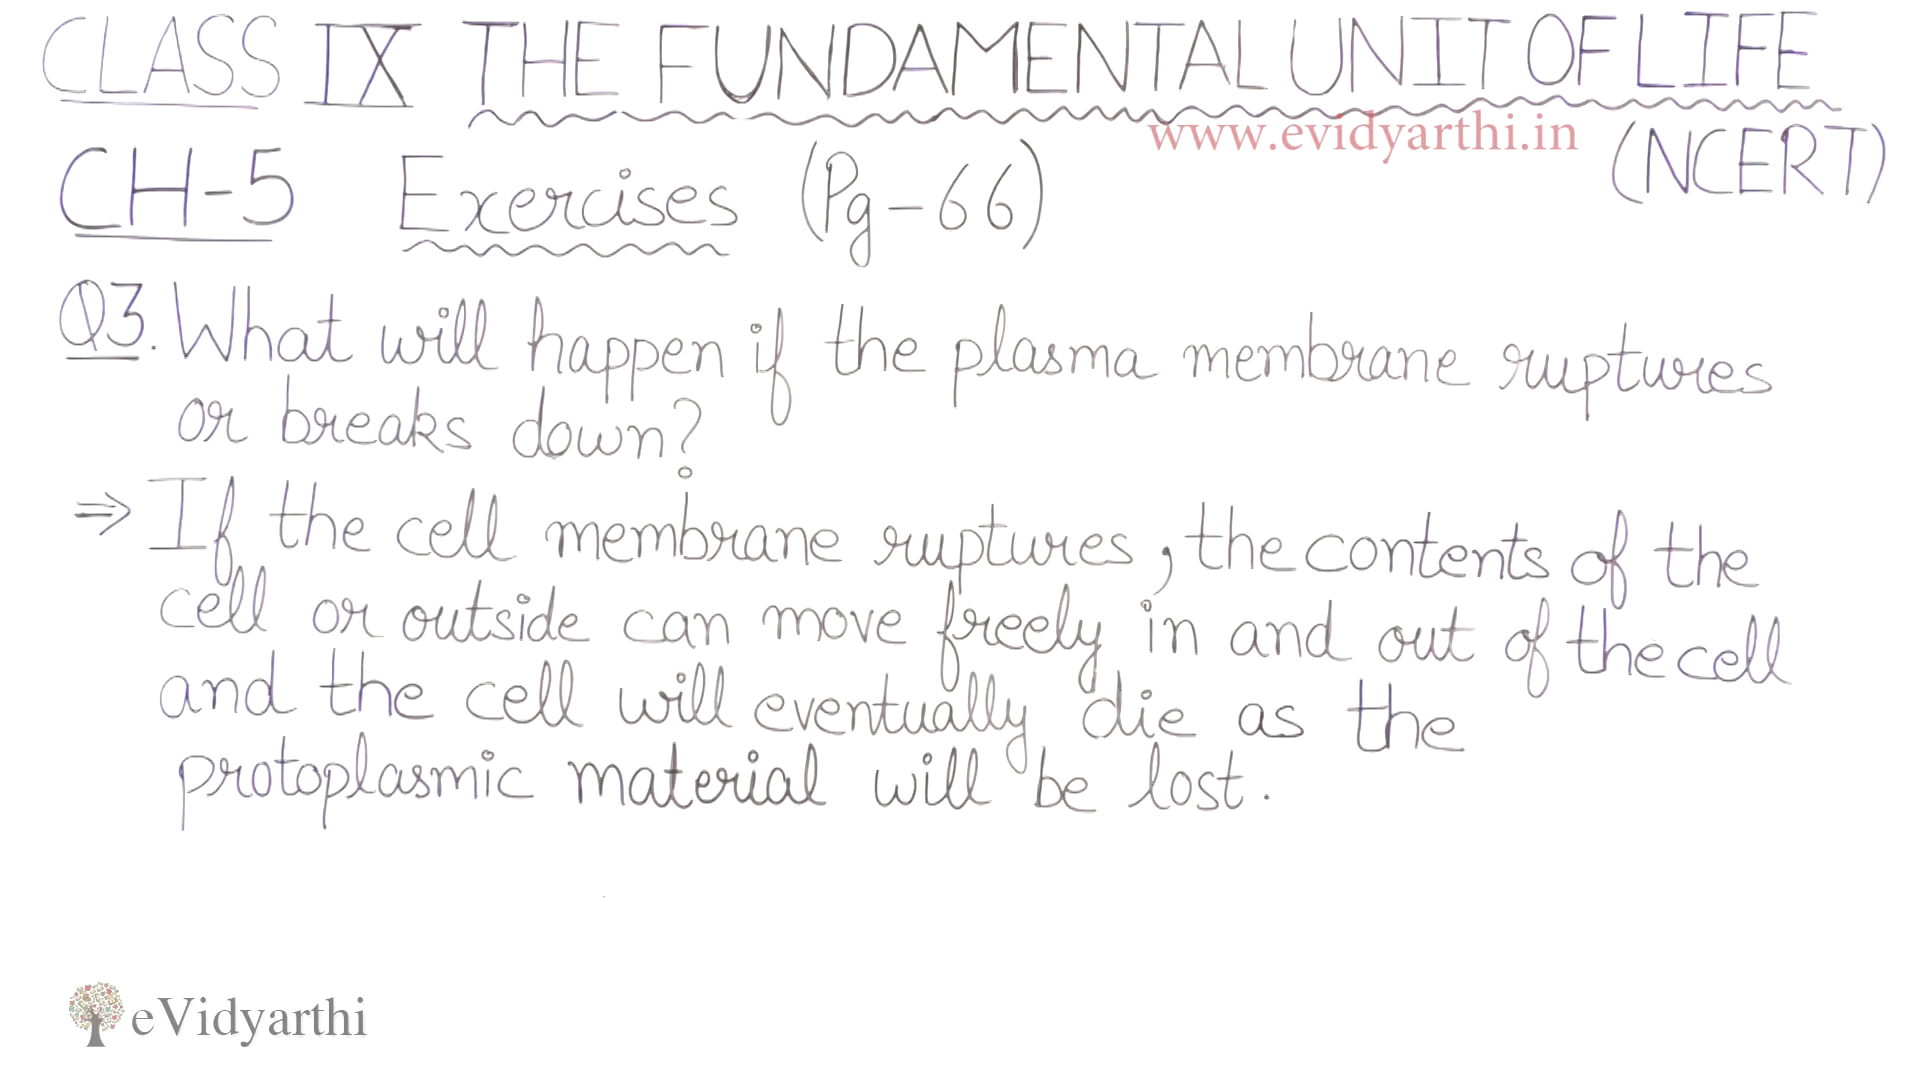 CLASS IX THE FUNDAMENTAL UNIT OF LIFE
www.evidyarthi.in
(NCERT)
CH-5 Exercises (Pg-66)
Q3. What will happen if the plasma membrane ruptures
or breaks down?
⇒ If the cell membrane ruptures, the contents of the
cell or outside can move freely in and out of the cell
and the cell will eventually die as the
protoplasmic material will be lost.
eVidyarthi